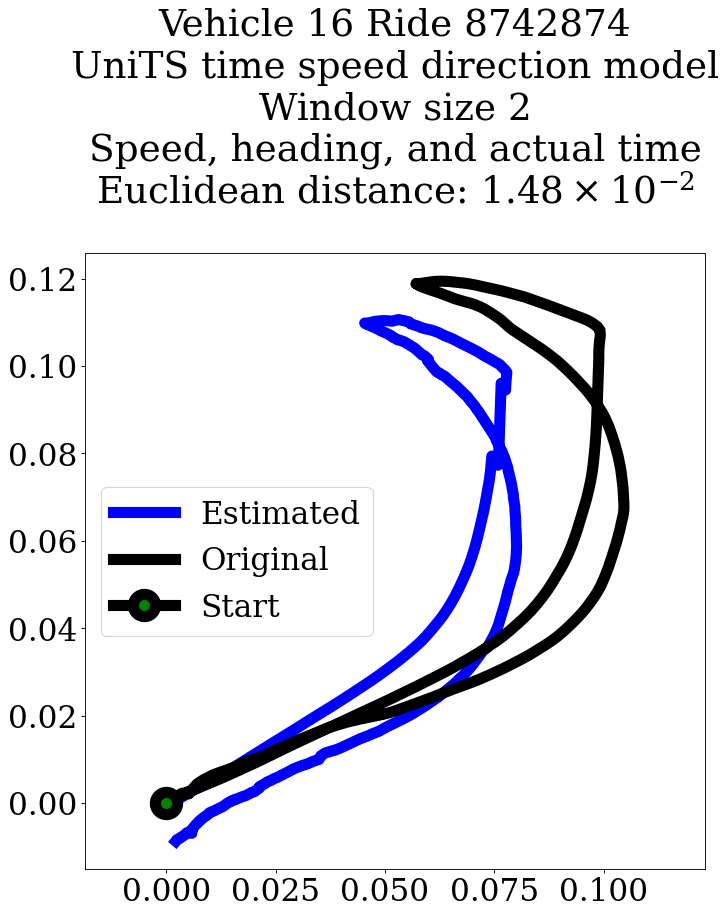 Vehicle 16 Ride 8742874
UniTS time speed direction model
Window size 2
Speed, heading, and actual time
Euclidean distance: 1.48 × 10⁻²
0.12
0.10
0.08
0.06
0.04
0.02
0.00
Estimated
Original
Start
0.000 0.025 0.050 0.075 0.100